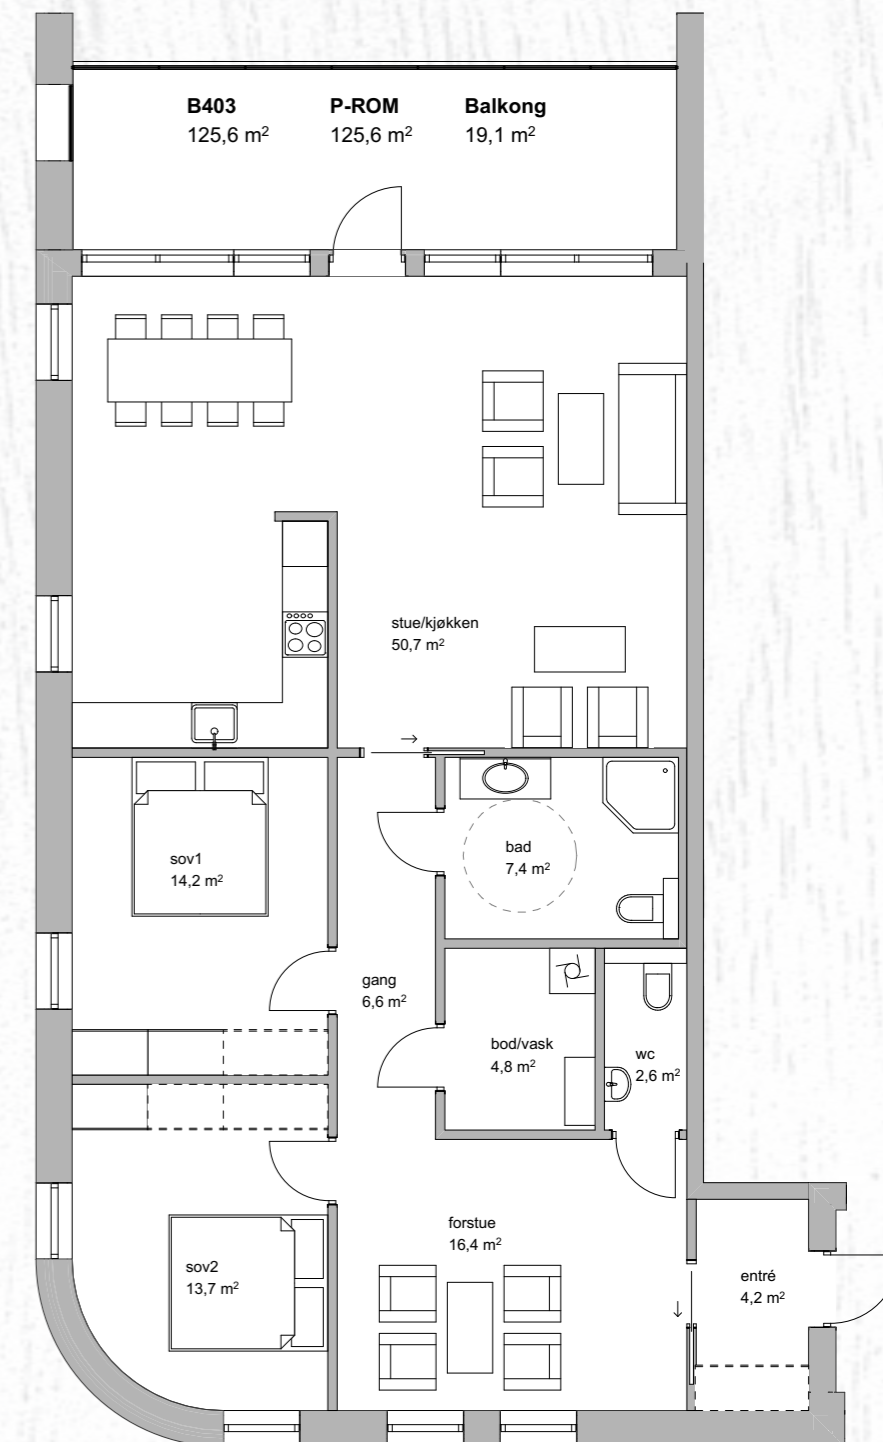 B403 P-ROM Balkong
125,6 m² 125,6 m² 19,1 m²
stue/kjøkken
50,7 m²
sov1
14,2 m²
bad
7,4 m²
gang
6,6 m²
bod/vask
4,8 m²
wc
2,6 m²
forstue
16,4 m²
sov2
13,7 m²
entré
4,2 m²